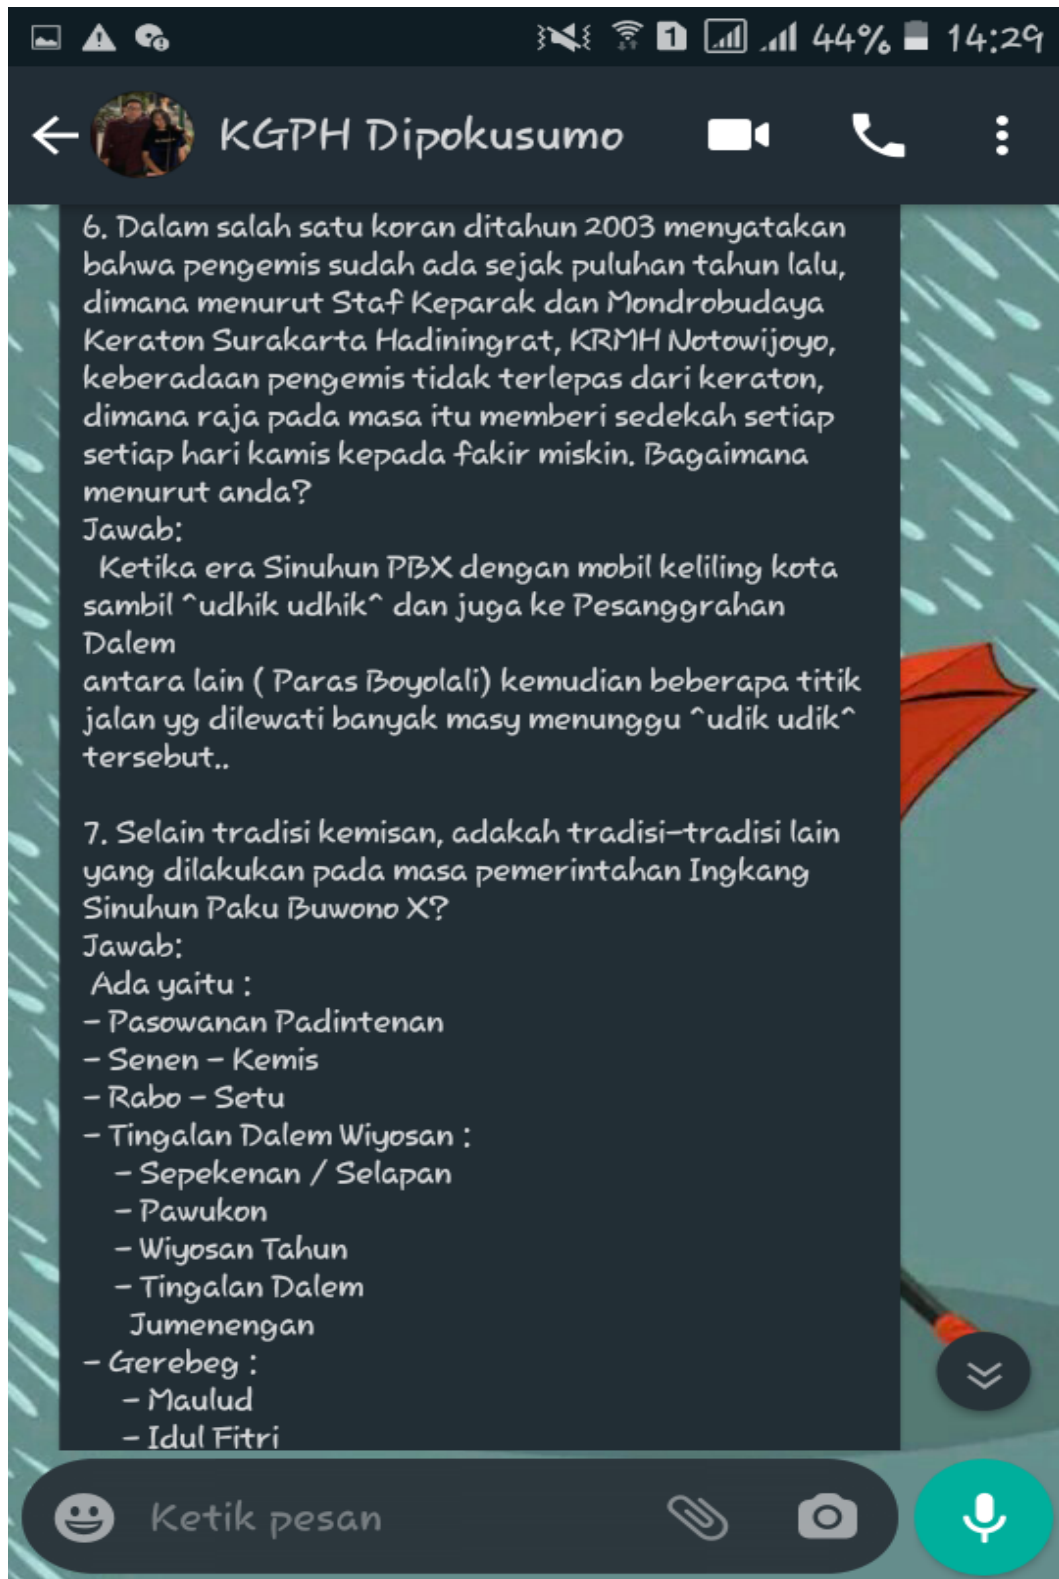 1 44% 14:29
KGPH Dipokusumo
6. Dalam salah satu koran ditahun 2003 menyatakan
bahwa pengemis sudah ada sejak puluhan tahun lalu,
dimana menurut Staf Keparak dan Mondrobudaya
Keraton Surakarta Hadiningrat, KRMH Notowijoyo,
keberadaan pengemis tidak terlepas dari keraton,
dimana raja pada masa itu memberi sedekah setiap
setiap hari kamis kepada fakir miskin. Bagaimana
menurut anda?
Jawab:
Ketika era Sinuhun PBX dengan mobil keliling kota
sambil ^udhik udhik^ dan juga ke Pesanggrahan
Dalem
antara lain ( Paras Boyolali) kemudian beberapa titik
jalan yg dilewati banyak masy menunggu ^udik udik^
tersebut..
7. Selain tradisi kemisan, adakah tradisi-tradisi lain
yang dilakukan pada masa pemerintahan Ingkang
Sinuhun Paku Buwono X?
Jawab:
Ada yaitu :
- Pasowanan Padintenan
- Senen - Kemis
- Rabo - Setu
- Tingalan Dalem Wiyosan :
- Sepekenan / Selapan
- Pawukon
- Wiyosan Tahun
- Tingalan Dalem
Jumenengan
- Gerebeg :
- Maulud
- Idul Fitri
Ketik pesan